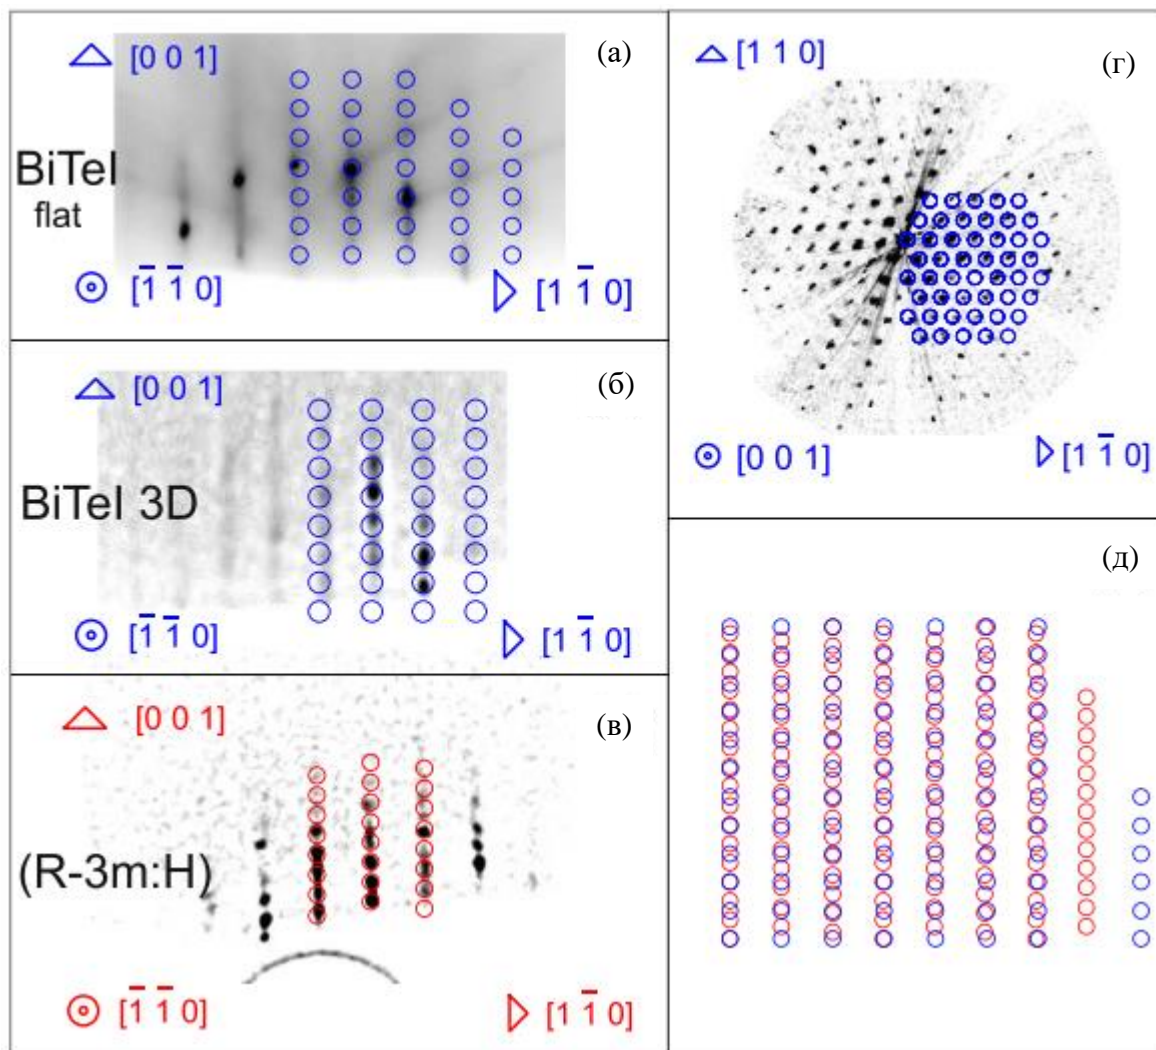 [0 0 1]
(а)
BiTeI
flat
[1̅ 1̅ 0]
[1 1̅ 0]
[0 0 1]
(б)
BiTeI 3D
[1̅ 1̅ 0]
[1 1̅ 0]
[0 0 1]
(в)
(R-3m:H)
[1̅ 1̅ 0]
[1 1̅ 0]
[1 1 0]
(г)
[0 0 1]
[1 1̅ 0]
(д)